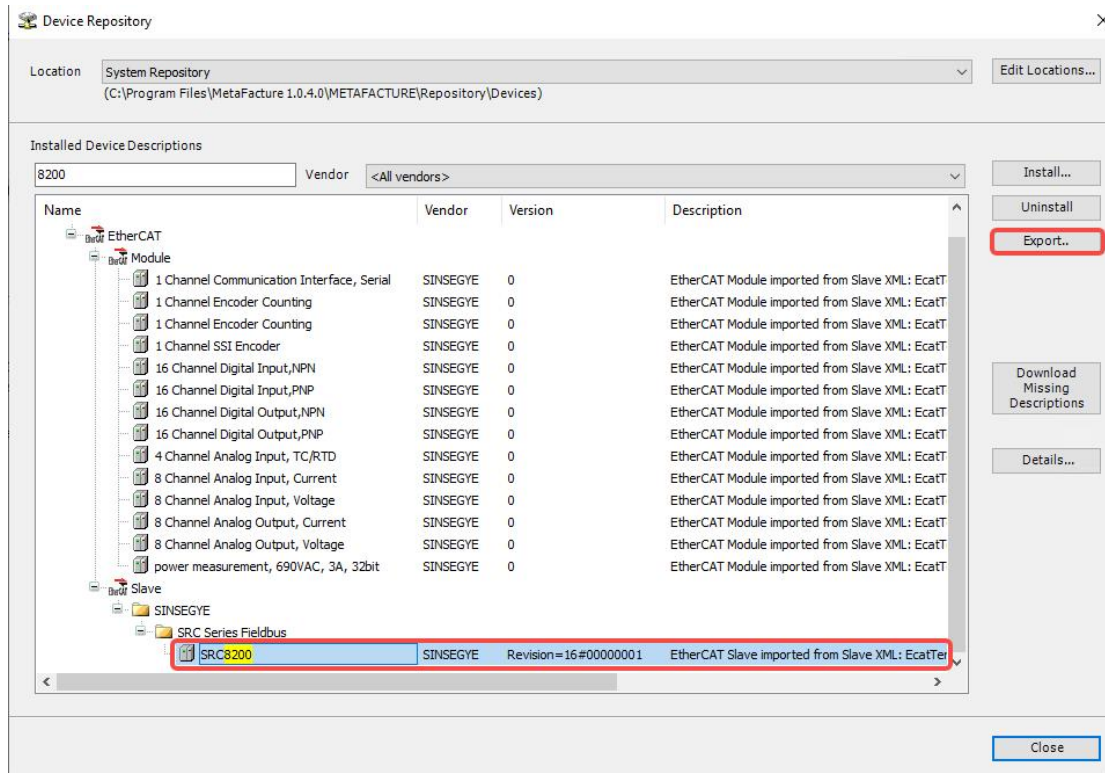 Device Repository
Location System Repository Edit Locations...
(C:\Program Files\MetaFacture 1.0.4.0\METAFACTURE\Repository\Devices)
Installed Device Descriptions
8200 Vendor <All vendors> Install...
Name Vendor Version Description Uninstall
EtherCAT Export..
Module
1 Channel Communication Interface, Serial SINSEGYE 0 EtherCAT Module imported from Slave XML: EcatT
1 Channel Encoder Counting SINSEGYE 0 EtherCAT Module imported from Slave XML: EcatT
1 Channel Encoder Counting SINSEGYE 0 EtherCAT Module imported from Slave XML: EcatT
1 Channel SSI Encoder SINSEGYE 0 EtherCAT Module imported from Slave XML: EcatT
16 Channel Digital Input,NPN SINSEGYE 0 EtherCAT Module imported from Slave XML: EcatT
16 Channel Digital Input,PNP SINSEGYE 0 EtherCAT Module imported from Slave XML: EcatT
16 Channel Digital Output,NPN SINSEGYE 0 EtherCAT Module imported from Slave XML: EcatT
16 Channel Digital Output,PNP SINSEGYE 0 EtherCAT Module imported from Slave XML: EcatT
4 Channel Analog Input, TC/RTD SINSEGYE 0 EtherCAT Module imported from Slave XML: EcatT
8 Channel Analog Input, Current SINSEGYE 0 EtherCAT Module imported from Slave XML: EcatT
8 Channel Analog Input, Voltage SINSEGYE 0 EtherCAT Module imported from Slave XML: EcatT
8 Channel Analog Output, Current SINSEGYE 0 EtherCAT Module imported from Slave XML: EcatT
8 Channel Analog Output, Voltage SINSEGYE 0 EtherCAT Module imported from Slave XML: EcatT
power measurement, 690VAC, 3A, 32bit SINSEGYE 0 EtherCAT Module imported from Slave XML: EcatT
Slave
SINSEGYE
SRC Series Fieldbus
SRC8200 SINSEGYE Revision=16#00000001 EtherCAT Slave imported from Slave XML: EcatTer
Download
Missing
Descriptions
Details...
Close